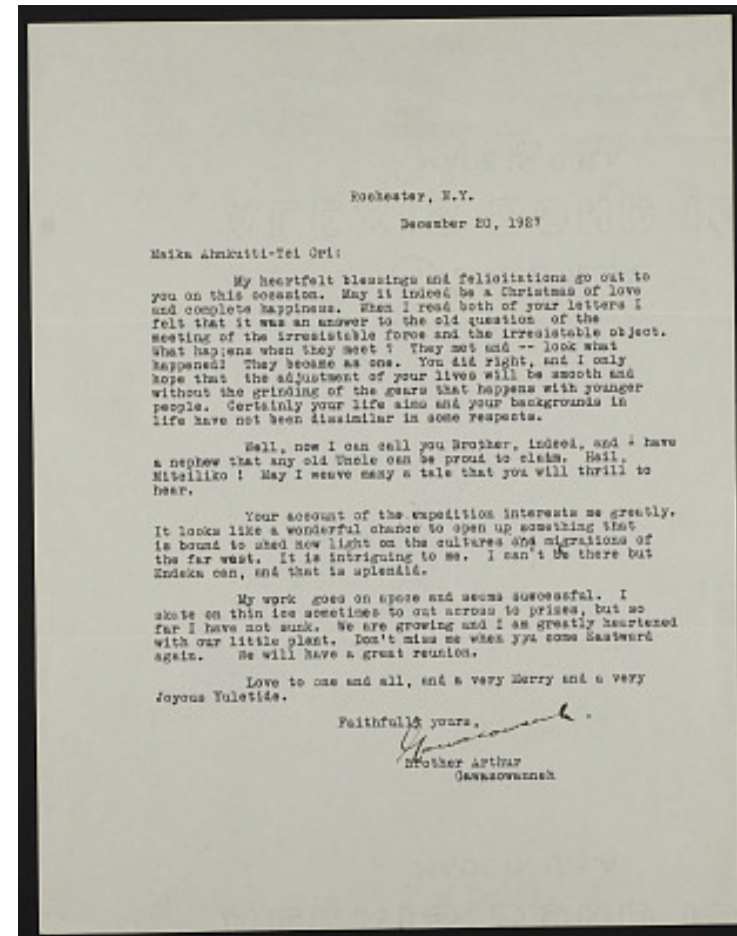 Rochester, N.Y.
December 20, 1927
My heartfelt blessings and felicitations go out to
you on this occasion. May it indeed be a Christmas of love
and complete happiness. When I read both of your letters I
felt that it was an answer to the old question of the
meeting of the irresistable force and the irresistable object.
What happens when they meet ? They met and -- look what
happened! They became as one. You did right, and I only
hope that the adjustment of your lives will be smooth and
without the grinding of the gears that happens with younger
people. Certainly your life aims and your backgrounds in
life have not been dissimilar in some respects.
Well, now I can call you Brother, indeed, and I have
a nephew that any old Uncle can be proud to claim. Hail,
! May I weave many a tale that you will thrill to
hear.
Your account of the expedition interests me greatly.
It looks like a wonderful chance to open up something that
is bound to shed new light on the cultures and migrations of
the far west. It is intriguing to me. I can't be there but
Endeka can, and that is splendid.
My work goes on apace and seems successful. I
skate on thin ice sometimes to cut across to prizes, but so
far I have not sunk. We are growing and I am greatly heartened
with our little plant. Don't miss me when yyu come Eastward
again. We will have a great reunion.
Love to one and all, and a very Merry and a very
Joyous Yuletide.
Faithfully yours,
Gawasowaneh
Brother Arthur
Gawasowanneh